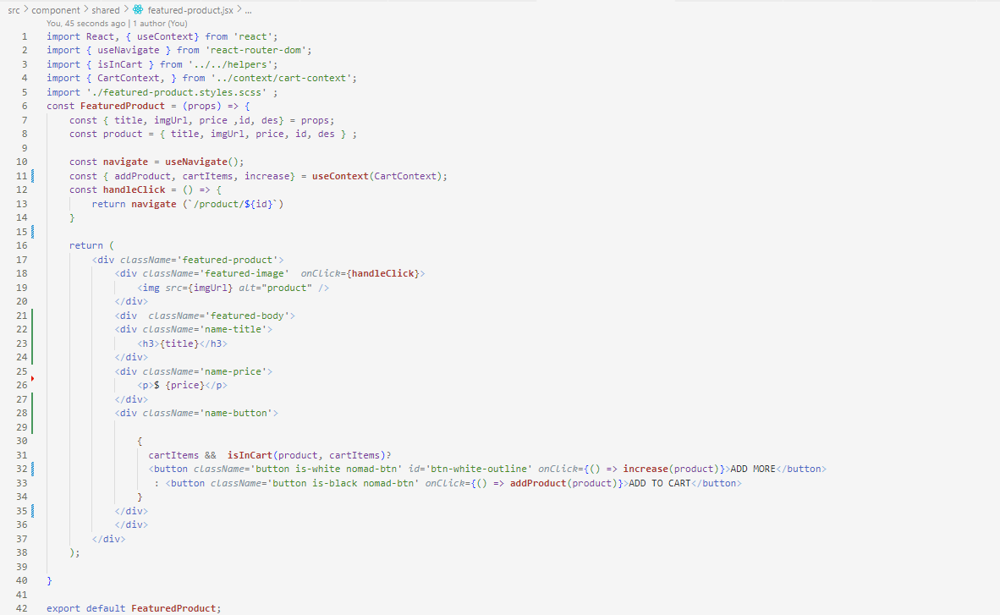 src > component > shared > featured-product.jsx > ...
You, 45 seconds ago | 1 author (You)
1 import React, { useContext} from 'react';
2 import { useNavigate } from 'react-router-dom';
3 import { isInCart } from '../../helpers';
4 import { CartContext, } from '../context/cart-context';
5 import './featured-product.styles.scss' ;
6 const FeaturedProduct = (props) => {
7     const { title, imgUrl, price ,id, des} = props;
8     const product = { title, imgUrl, price, id, des } ;
9
10     const navigate = useNavigate();
11     const { addProduct, cartItems, increase} = useContext(CartContext);
12     const handleClick = () => {
13         return navigate (`/product/${id}`)
14     }
15
16     return (
17         <div className='featured-product'>
18             <div className='featured-image'  onClick={handleClick}>
19                 <img src={imgUrl} alt="product" />
20             </div>
21             <div  className='featured-body'>
22             <div className='name-title'>
23                 <h3>{title}</h3>
24             </div>
25             <div className='name-price'>
26                 <p>$ {price}</p>
27             </div>
28             <div className='name-button'>
29
30                 {
31                   cartItems &&  isInCart(product, cartItems)?
32                   <button className='button is-white nomad-btn' id='btn-white-outline' onClick={() => increase(product)}>ADD MORE</button>
33                    : <button className='button is-black nomad-btn' onClick={() => addProduct(product)}>ADD TO CART</button>
34                 }
35             </div>
36             </div>
37         </div>
38     );
39
40 }
41
42 export default FeaturedProduct;